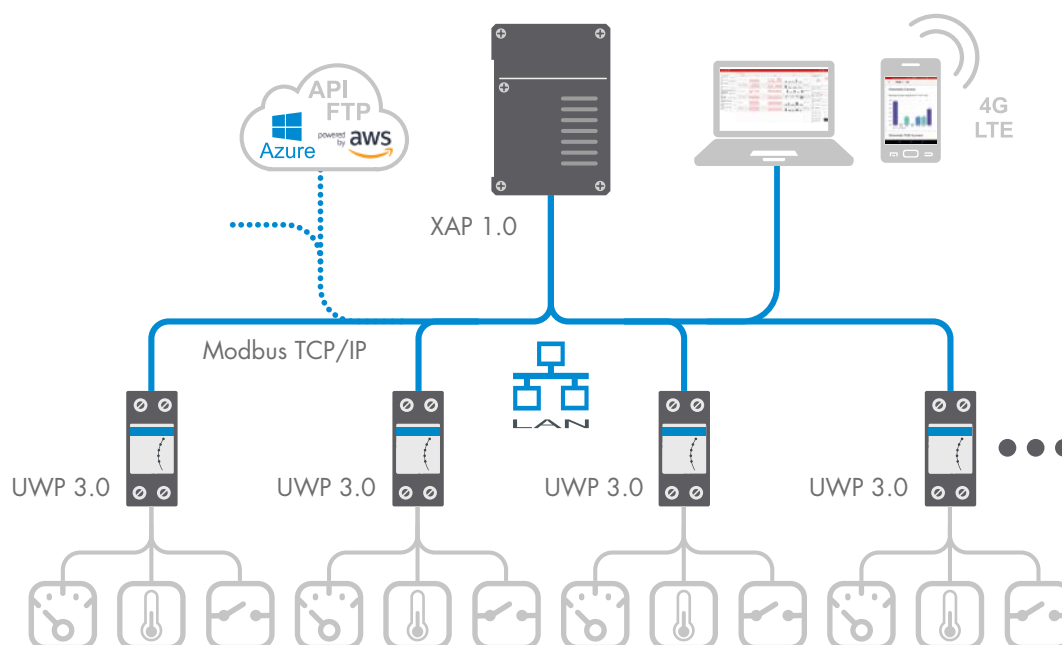 API
FTP
Azure
powered
by
aws
4G
LTE
XAP 1.0
Modbus TCP/IP
LAN
UWP 3.0
UWP 3.0
UWP 3.0
UWP 3.0